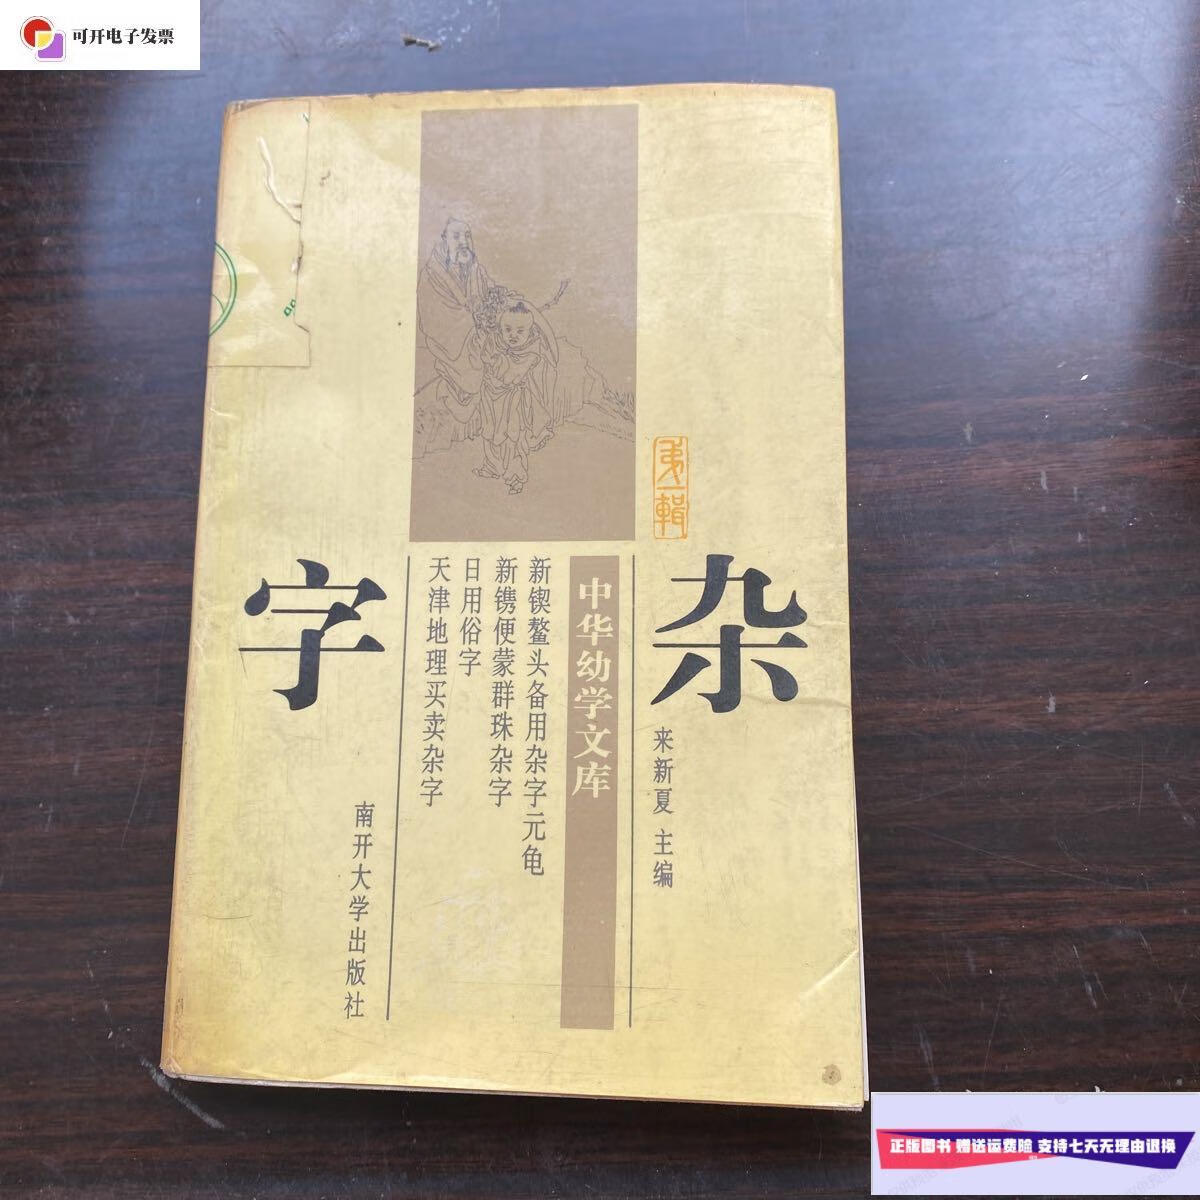 可开电子发票
第一輯
杂字
来新夏 主编
中华幼学文库
新锲鳌头备用杂字元龟
新镌便蒙群珠杂字
日用俗字
天津地理买卖杂字
南开大学出版社
正版图书 赠送运费险 支持七天无理由退换